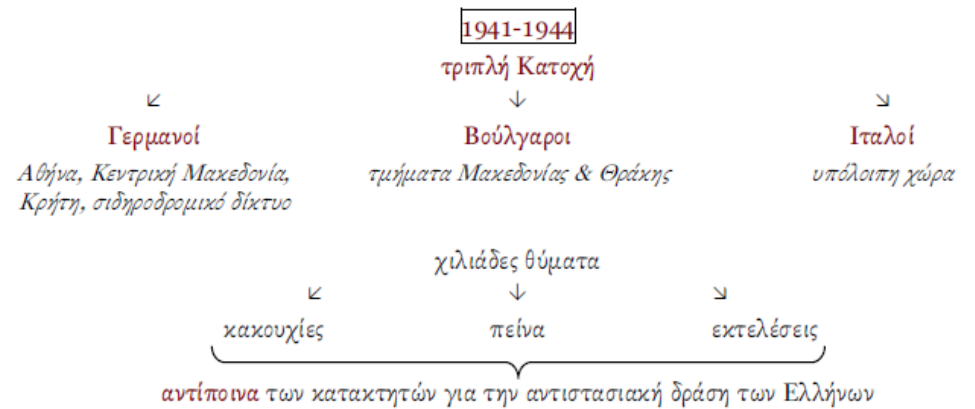 1941-1944
τριπλή Κατοχή
↙ ↓ ↘
Γερμανοί Βούλγαροι Ιταλοί
Αθήνα, Κεντρική Μακεδονία, τμήματα Μακεδονίας & Θράκης υπόλοιπη χώρα
Κρήτη, σιδηροδρομικό δίκτυο
χιλιάδες θύματα
↙ ↓ ↘
κακουχίες πείνα εκτελέσεις
αντίποινα των κατακτητών για την αντιστασιακή δράση των Ελλήνων